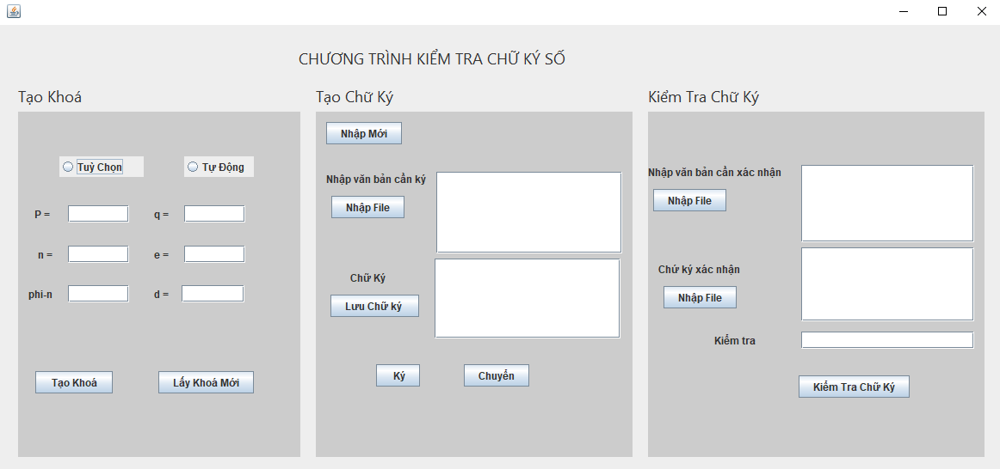 CHƯƠNG TRÌNH KIỂM TRA CHỮ KÝ SỐ
Tạo Khoá
Tuỳ Chọn
Tự Động
P =
q =
n =
e =
phi-n
d =
Tạo Khoá
Lấy Khoá Mới
Tạo Chữ Ký
Nhập Mới
Nhập văn bản cần ký
Nhập File
Chữ Ký
Lưu Chữ ký
Ký
Chuyển
Kiểm Tra Chữ Ký
Nhập văn bản cần xác nhận
Nhập File
Chứ ký xác nhận
Nhập File
Kiểm tra
Kiểm Tra Chữ Ký